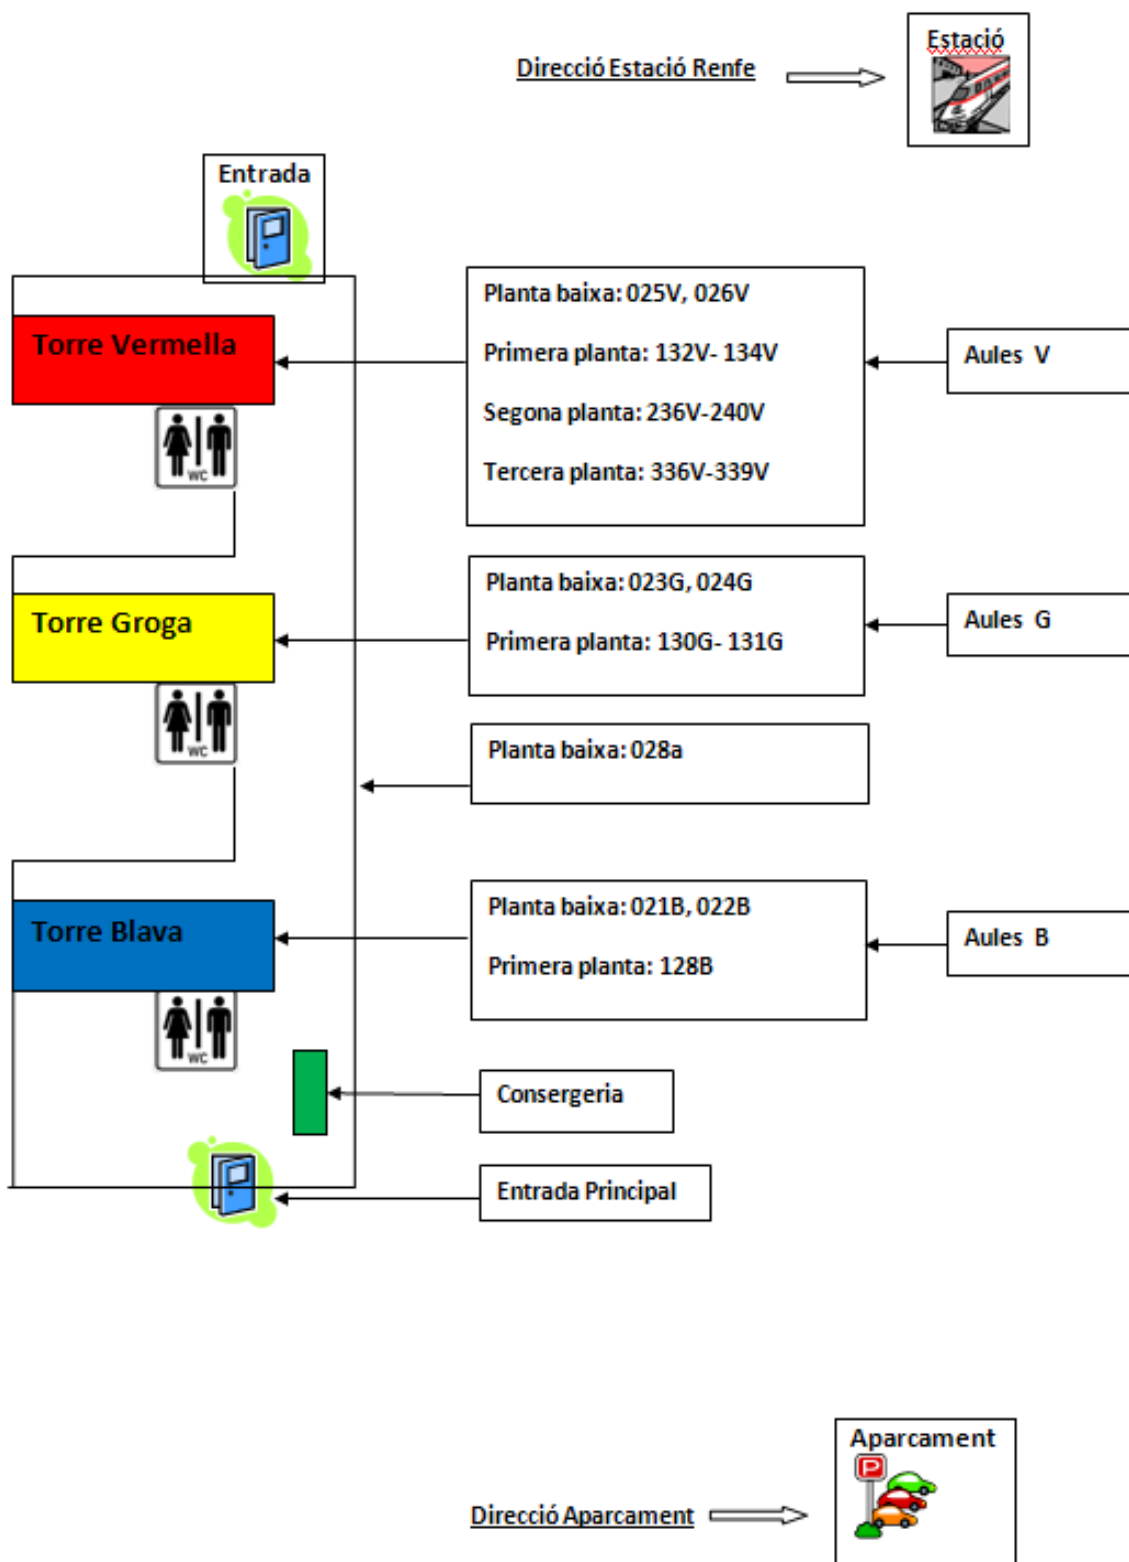 Estació
Direcció Estació Renfe
Entrada
Planta baixa: 025V, 026V
Torre Vermella
Primera planta: 132V- 134V
Aules V
Segona planta: 236V-240V
WC
Tercera planta: 336V-339V
Planta baixa: 023G, 024G
Torre Groga
Aules G
Primera planta: 130G- 131G
WC
Planta baixa: 028a
Planta baixa: 021B, 022B
Torre Blava
Aules B
Primera planta: 128B
WC
Consergeria
Entrada Principal
Aparcament
P
Direcció Aparcament